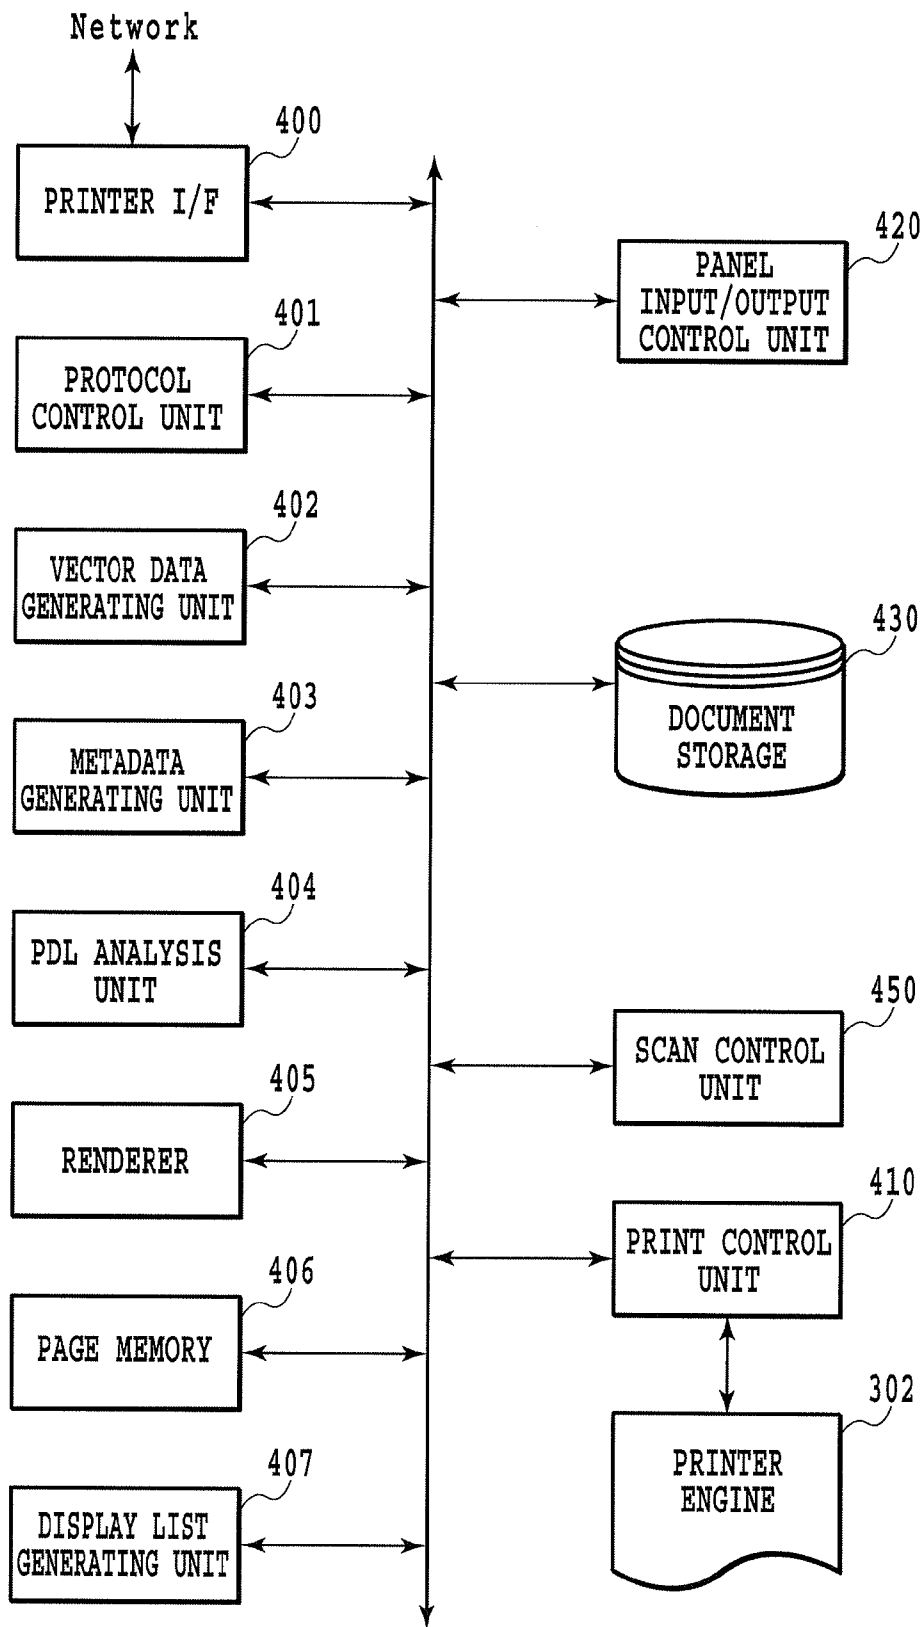 Network
400
PRINTER I/F
420
PANEL
INPUT/OUTPUT
CONTROL UNIT
401
PROTOCOL
CONTROL UNIT
402
VECTOR DATA
GENERATING UNIT
430
DOCUMENT
STORAGE
403
METADATA
GENERATING UNIT
404
PDL ANALYSIS
UNIT
450
SCAN CONTROL
UNIT
405
RENDERER
410
PRINT CONTROL
UNIT
406
PAGE MEMORY
302
PRINTER
ENGINE
407
DISPLAY LIST
GENERATING UNIT